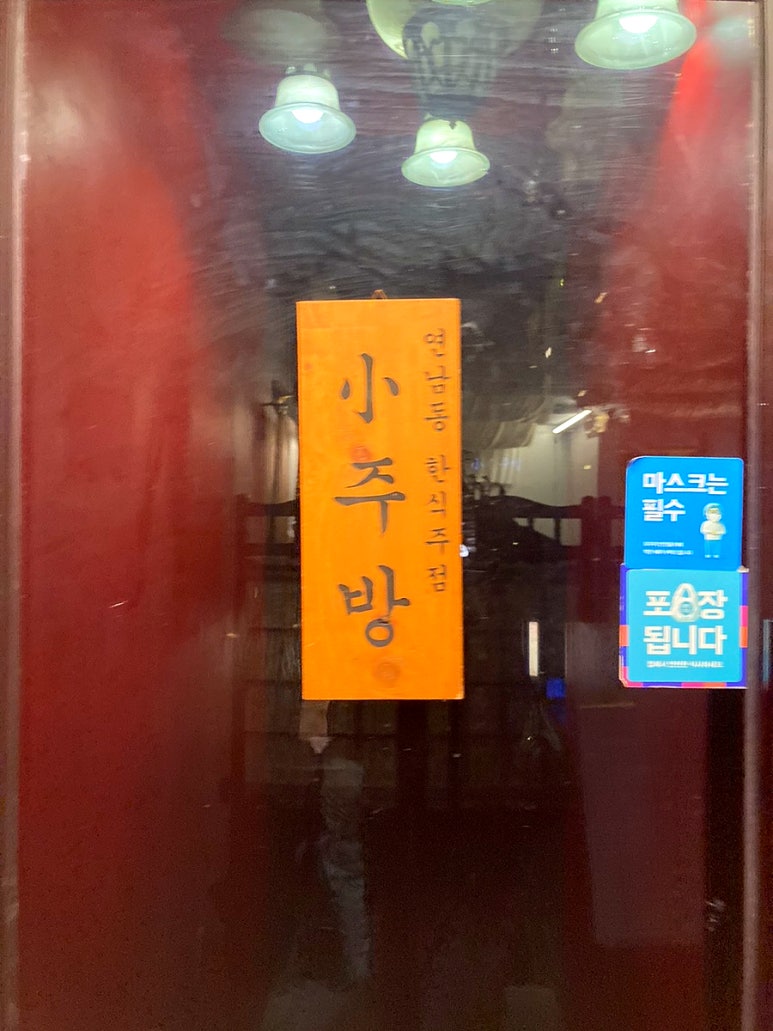 연남동 한식주점
小주방
마스크는
필수
포장
됩니다